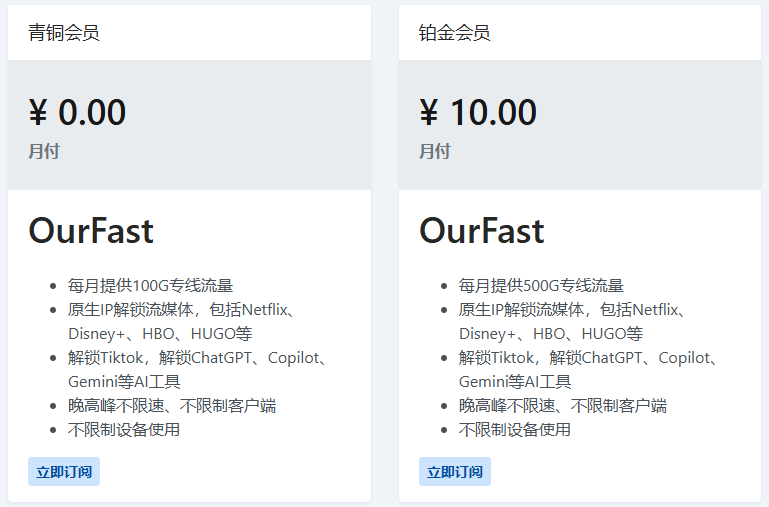 青铜会员
¥ 0.00
月付
OurFast
每月提供100G专线流量
原生IP解锁流媒体，包括Netflix、
Disney+、HBO、HUGO等
解锁Tiktok，解锁ChatGPT、Copilot、
Gemini等AI工具
晚高峰不限速、不限制客户端
不限制设备使用
立即订阅
铂金会员
¥ 10.00
月付
OurFast
每月提供500G专线流量
原生IP解锁流媒体，包括Netflix、
Disney+、HBO、HUGO等
解锁Tiktok，解锁ChatGPT、Copilot、
Gemini等AI工具
晚高峰不限速、不限制客户端
不限制设备使用
立即订阅